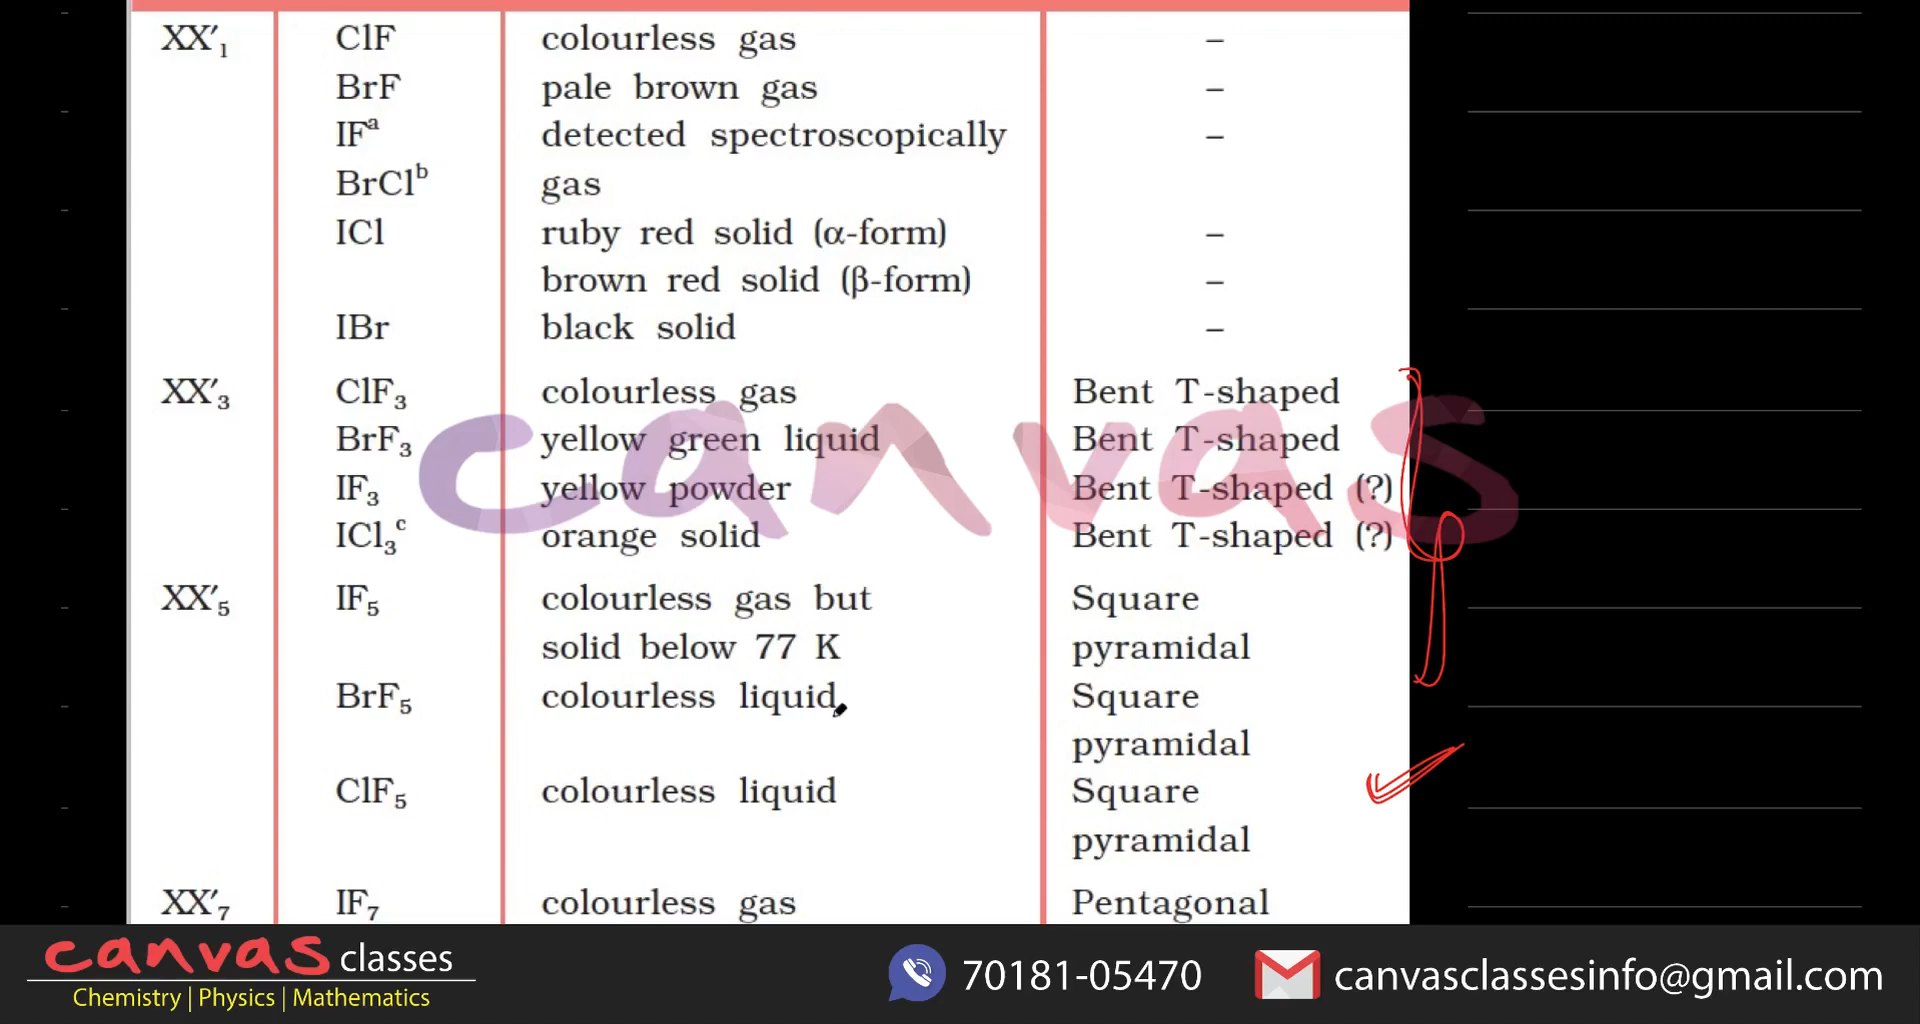 XX′₁ ClF colourless gas –
BrF pale brown gas –
IFᵃ detected spectroscopically –
BrClᵇ gas
ICl ruby red solid (α-form) –
brown red solid (β-form) –
IBr black solid –
XX′₃ ClF₃ colourless gas Bent T-shaped
BrF₃ yellow green liquid Bent T-shaped
IF₃ yellow powder Bent T-shaped (?)
ICl₃ᶜ orange solid Bent T-shaped (?)
XX′₅ IF₅ colourless gas but Square
solid below 77 K pyramidal
BrF₅ colourless liquid Square
pyramidal
ClF₅ colourless liquid Square
pyramidal
XX′₇ IF₇ colourless gas Pentagonal
canvas
canvas classes
Chemistry | Physics | Mathematics
70181-05470
canvasclassesinfo@gmail.com